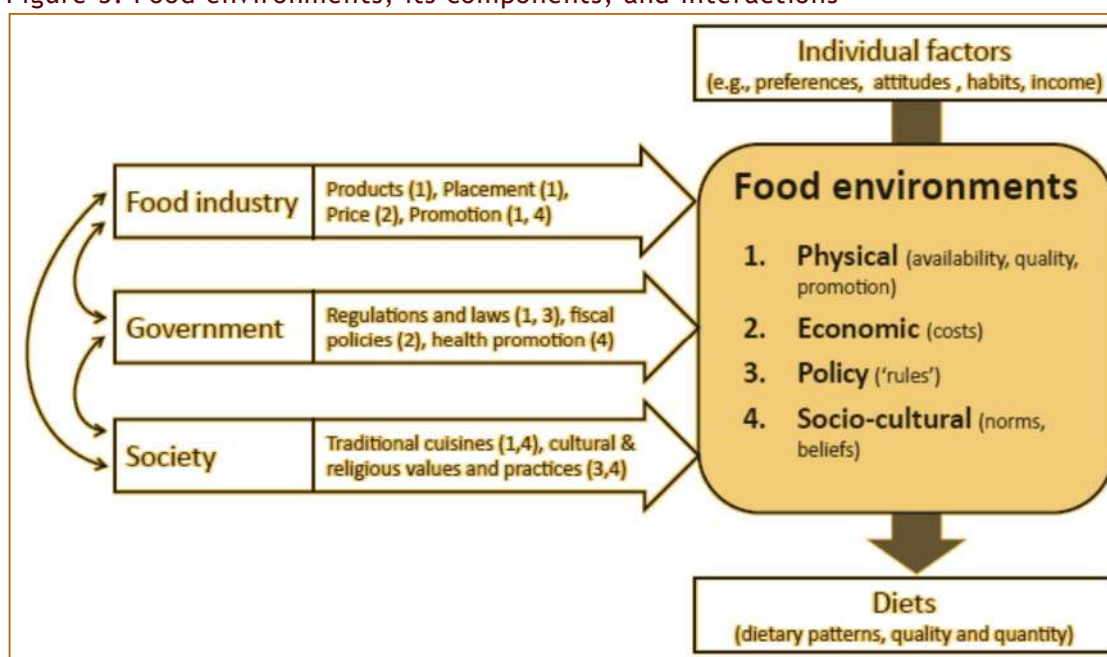 Figure 3. Food environments, its components, and interactions
Individual factors
(e.g., preferences, attitudes , habits, income)
Food industry
Products (1), Placement (1),
Price (2), Promotion (1, 4)
Government
Regulations and laws (1, 3), fiscal
policies (2), health promotion (4)
Society
Traditional cuisines (1,4), cultural &
religious values and practices (3,4)
Food environments
1. Physical (availability, quality,
promotion)
2. Economic (costs)
3. Policy (‘rules’)
4. Socio-cultural (norms,
beliefs)
Diets
(dietary patterns, quality and quantity)